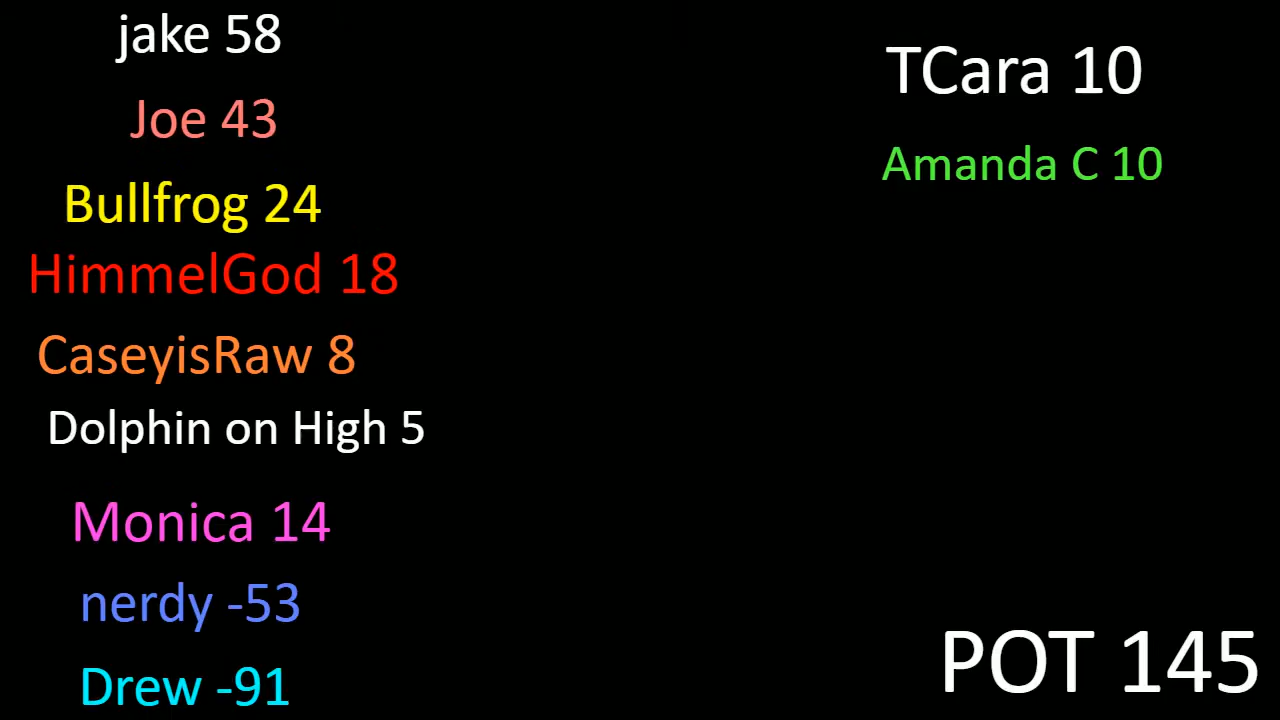 jake 58
Joe 43
Bullfrog 24
HimmelGod 18
CaseyisRaw 8
Dolphin on High 5
Monica 14
nerdy -53
Drew -91
TCara 10
Amanda C 10
POT 145